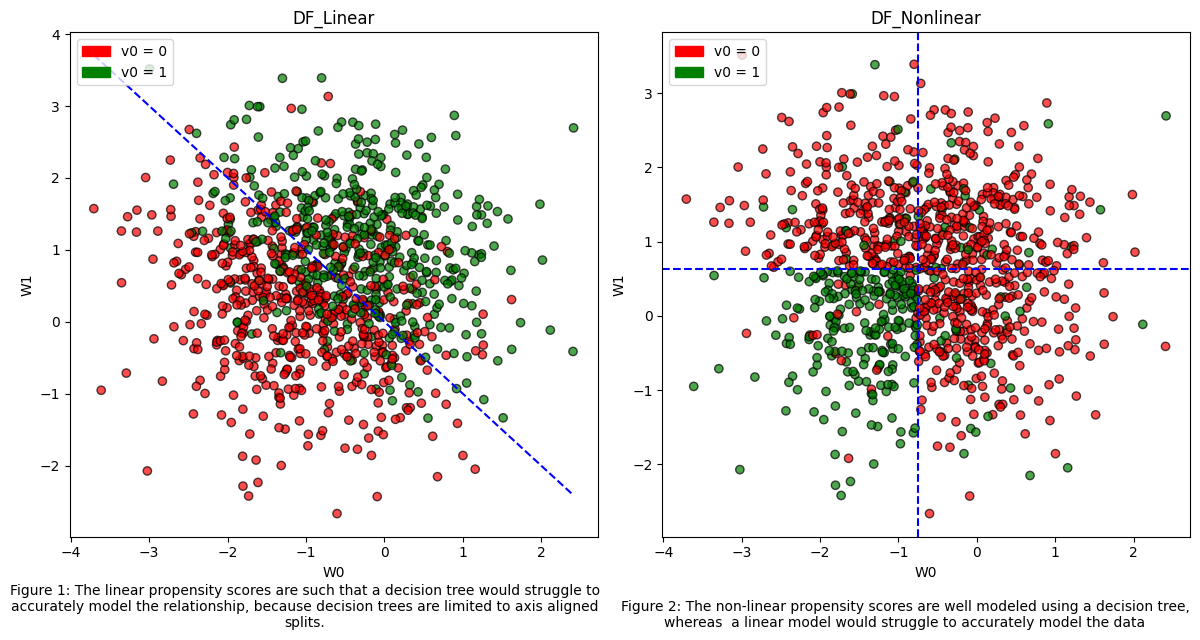 DF_Linear
v0 = 0
v0 = 1
4
3
2
1
0
−1
−2
W1
−4
−3
−2
−1
0
1
2
W0
Figure 1: The linear propensity scores are such that a decision tree would struggle to
accurately model the relationship, because decision trees are limited to axis aligned
splits.
DF_Nonlinear
v0 = 0
v0 = 1
3
2
1
0
−1
−2
W1
−4
−3
−2
−1
0
1
2
W0
Figure 2: The non-linear propensity scores are well modeled using a decision tree,
whereas  a linear model would struggle to accurately model the data